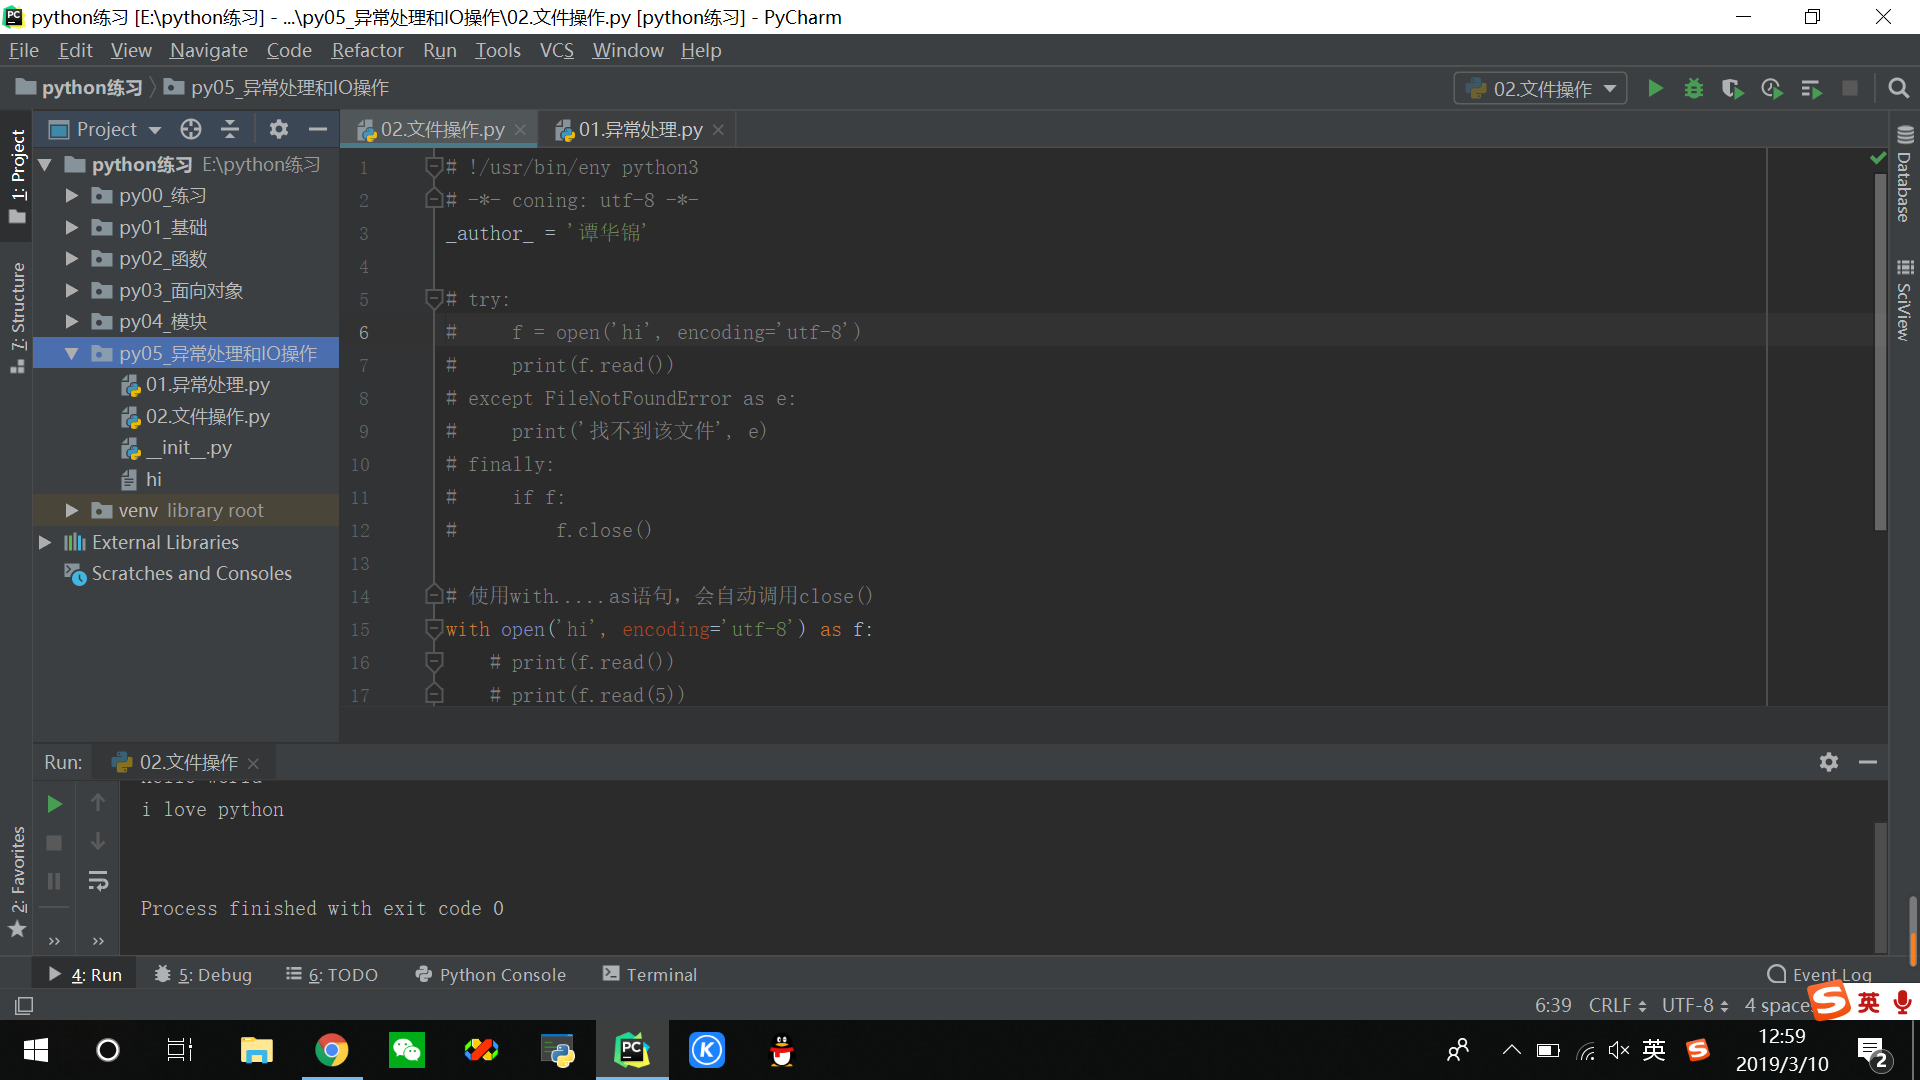 python练习 [E:\python练习] - ...\py05_异常处理和IO操作\02.文件操作.py [python练习] - PyCharm
File Edit View Navigate Code Refactor Run Tools VCS Window Help
python练习 py05_异常处理和IO操作 02.文件操作
Project 02.文件操作.py 01.异常处理.py
1: Project
7: Structure
2: Favorites
python练习 E:\python练习
py00_练习
py01_基础
py02_函数
py03_面向对象
py04_模块
py05_异常处理和IO操作
01.异常处理.py
02.文件操作.py
__init__.py
hi
venv library root
External Libraries
Scratches and Consoles
1 # !/usr/bin/eny python3
2 # -*- coning: utf-8 -*-
3 _author_ = '谭华锦'
4
5 # try:
6 #     f = open('hi', encoding='utf-8')
7 #     print(f.read())
8 # except FileNotFoundError as e:
9 #     print('找不到该文件', e)
10 # finally:
11 #     if f:
12 #         f.close()
13
14 # 使用with.....as语句，会自动调用close()
15 with open('hi', encoding='utf-8') as f:
16     # print(f.read())
17     # print(f.read(5))
Database
SciView
Run: 02.文件操作
i love python
Process finished with exit code 0
4: Run 5: Debug 6: TODO Python Console Terminal Event Log
6:39 CRLF UTF-8 4 space
英
英 12:59
2019/3/10
2